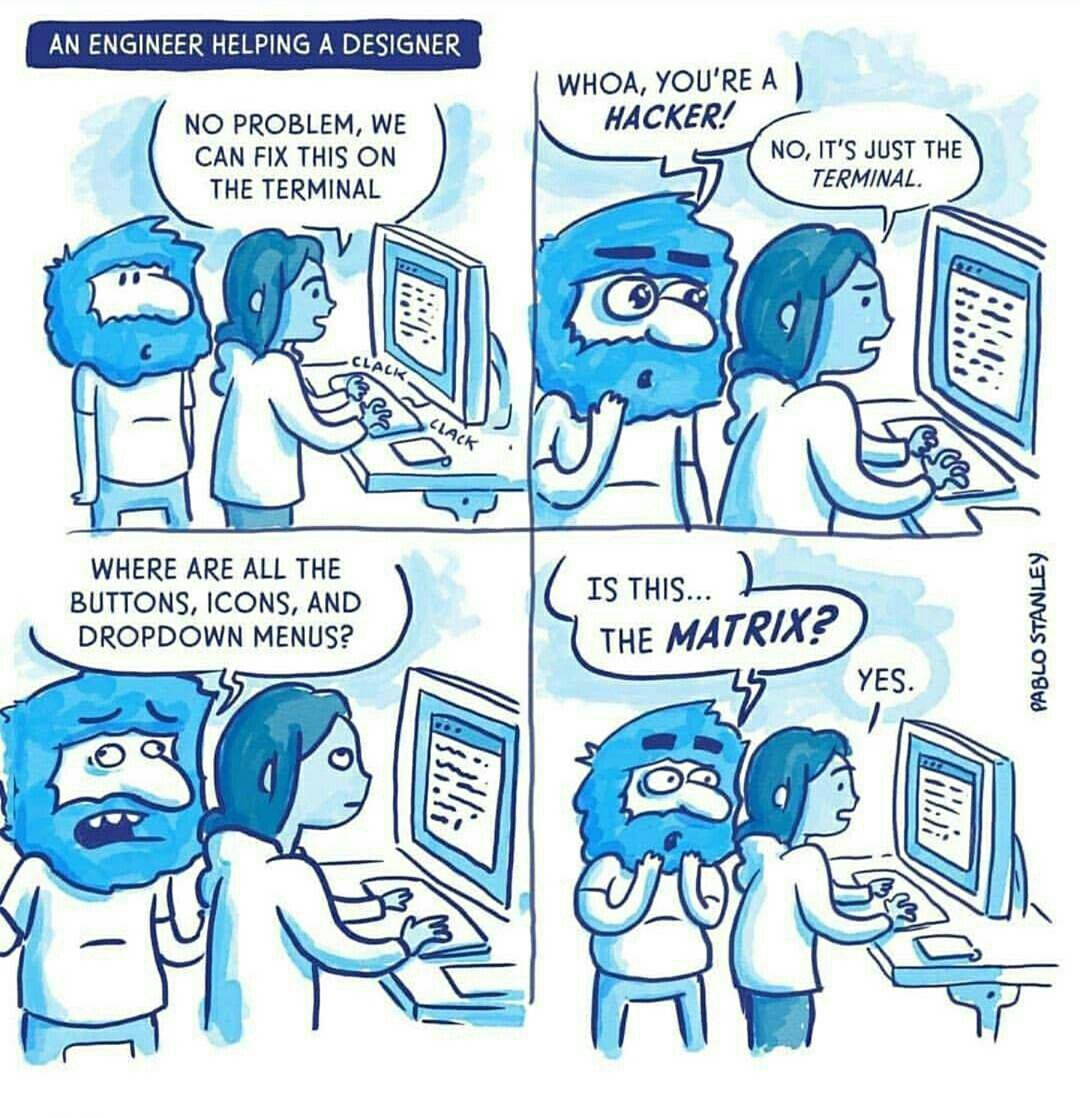 AN ENGINEER HELPING A DESIGNER
NO PROBLEM, WE
CAN FIX THIS ON
THE TERMINAL
CLACK
CLACK
WHOA, YOU'RE A
HACKER!
NO, IT'S JUST THE
TERMINAL.
WHERE ARE ALL THE
BUTTONS, ICONS, AND
DROPDOWN MENUS?
IS THIS...
THE MATRIX?
YES.
PABLO STANLEY